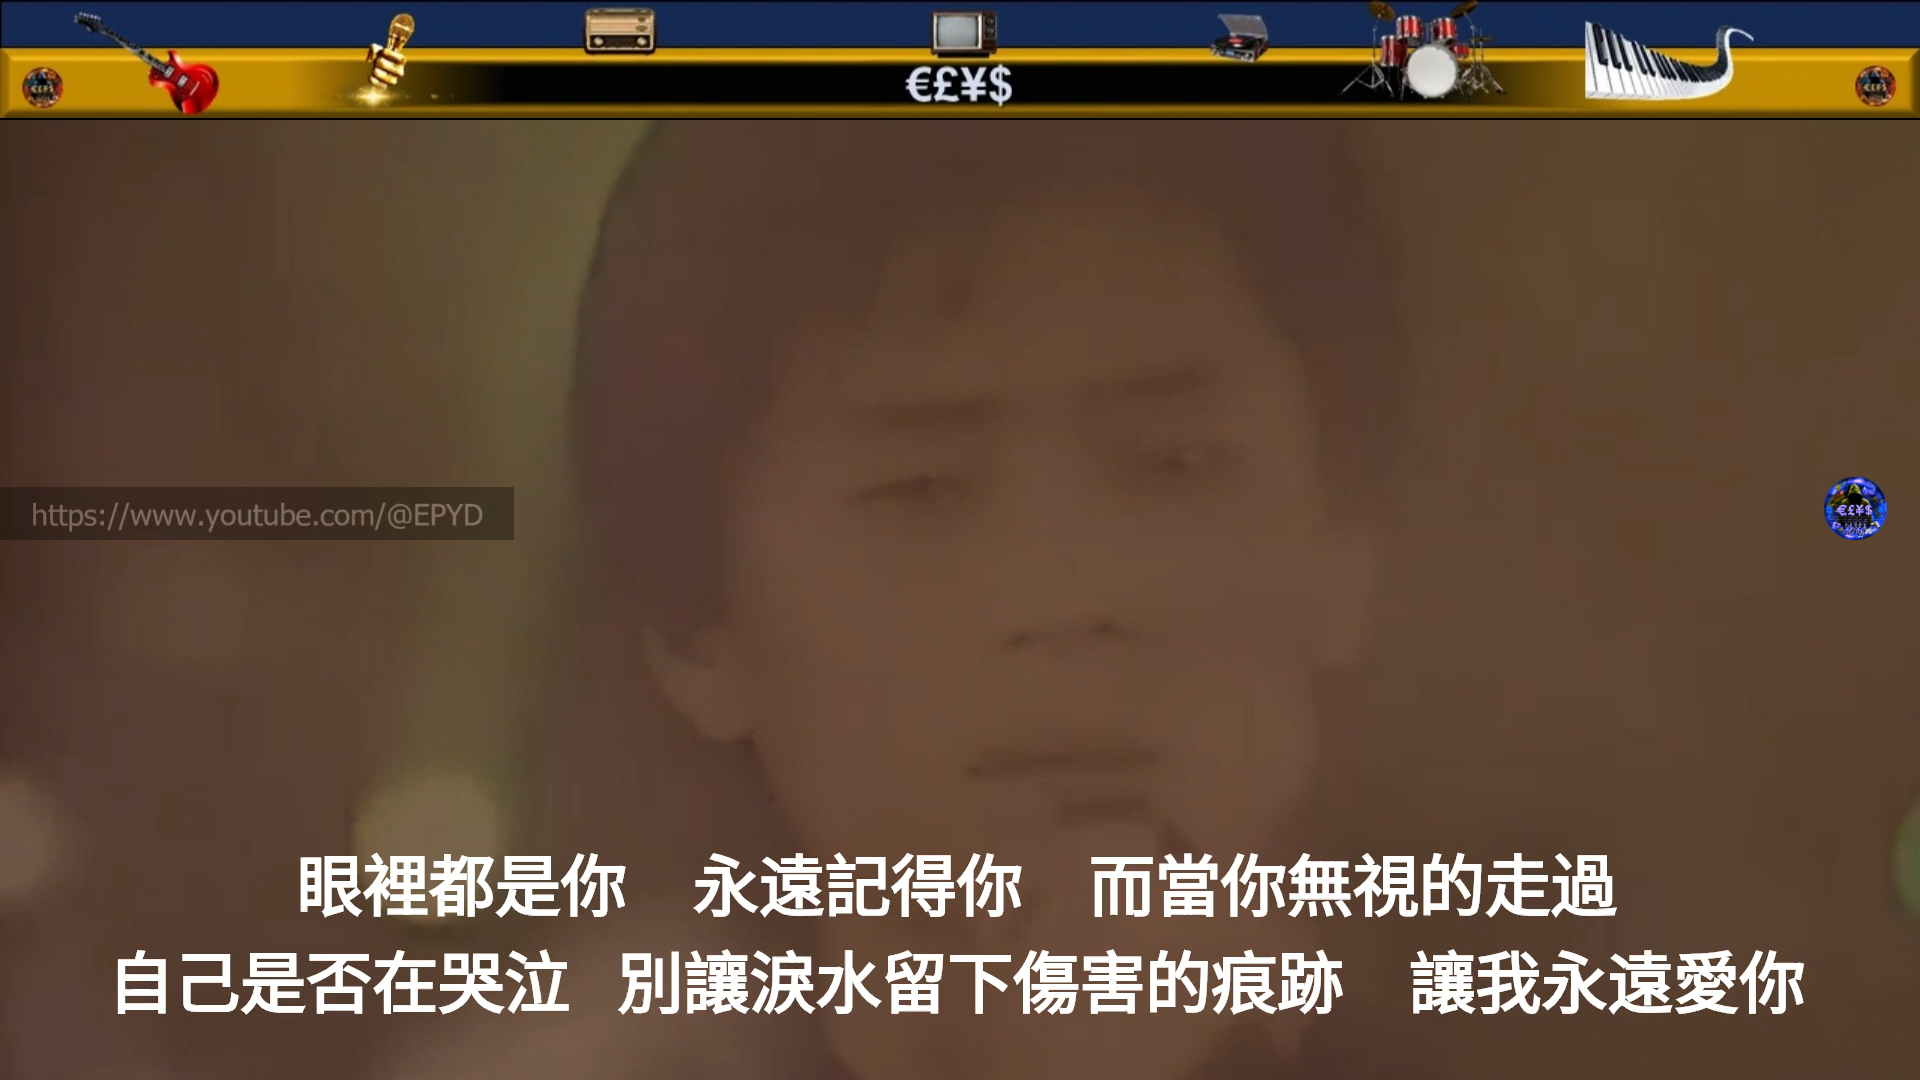 €£¥$
https://www.youtube.com/@EPYD
€£¥$
眼裡都是你　永遠記得你　而當你無視的走過
自己是否在哭泣　別讓淚水留下傷害的痕跡　讓我永遠愛你